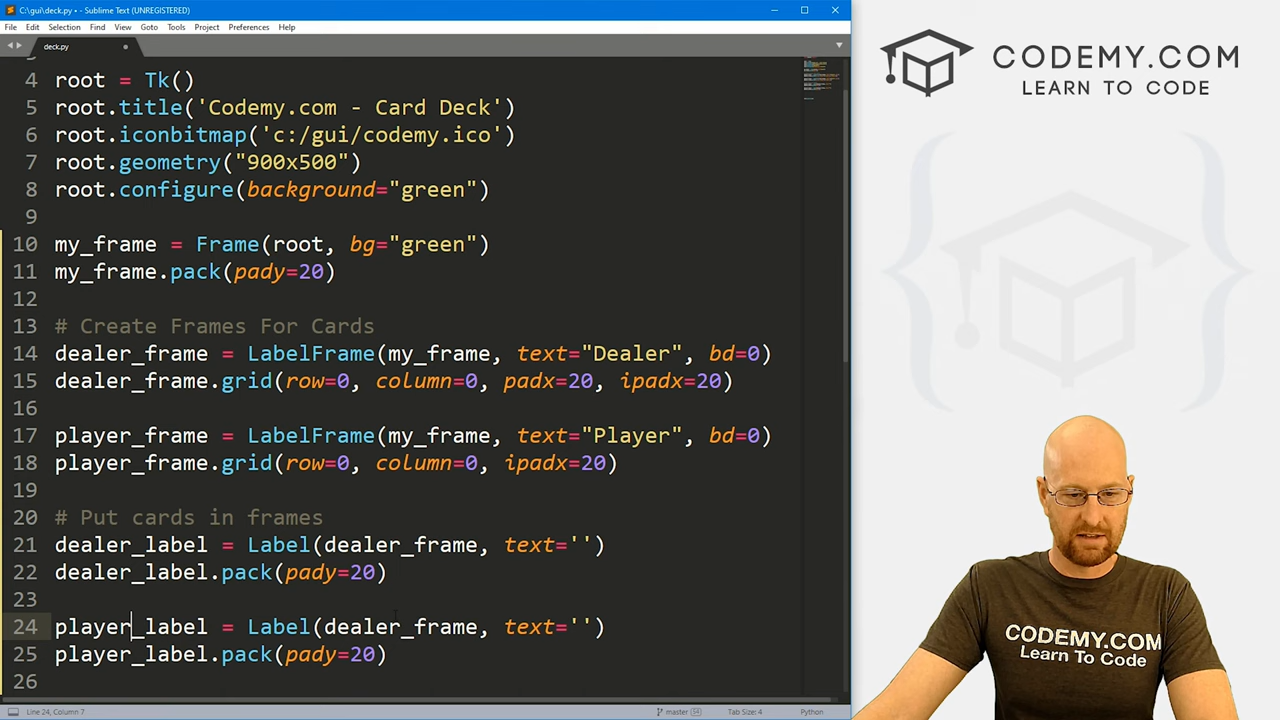 C:\gui\deck.py • - Sublime Text (UNREGISTERED)
File Edit Selection Find View Goto Tools Project Preferences Help
deck.py
4 root = Tk()
5 root.title('Codemy.com - Card Deck')
6 root.iconbitmap('c:/gui/codemy.ico')
7 root.geometry("900x500")
8 root.configure(background="green")
9
10 my_frame = Frame(root, bg="green")
11 my_frame.pack(pady=20)
12
13 # Create Frames For Cards
14 dealer_frame = LabelFrame(my_frame, text="Dealer", bd=0)
15 dealer_frame.grid(row=0, column=0, padx=20, ipadx=20)
16
17 player_frame = LabelFrame(my_frame, text="Player", bd=0)
18 player_frame.grid(row=0, column=0, ipadx=20)
19
20 # Put cards in frames
21 dealer_label = Label(dealer_frame, text='')
22 dealer_label.pack(pady=20)
23
24 player_label = Label(dealer_frame, text='')
25 player_label.pack(pady=20)
26
Line 24, Column 7
master
Tab Size: 4
Python
CODEMY.COM
LEARN TO CODE
CODEMY.COM
Learn To Code